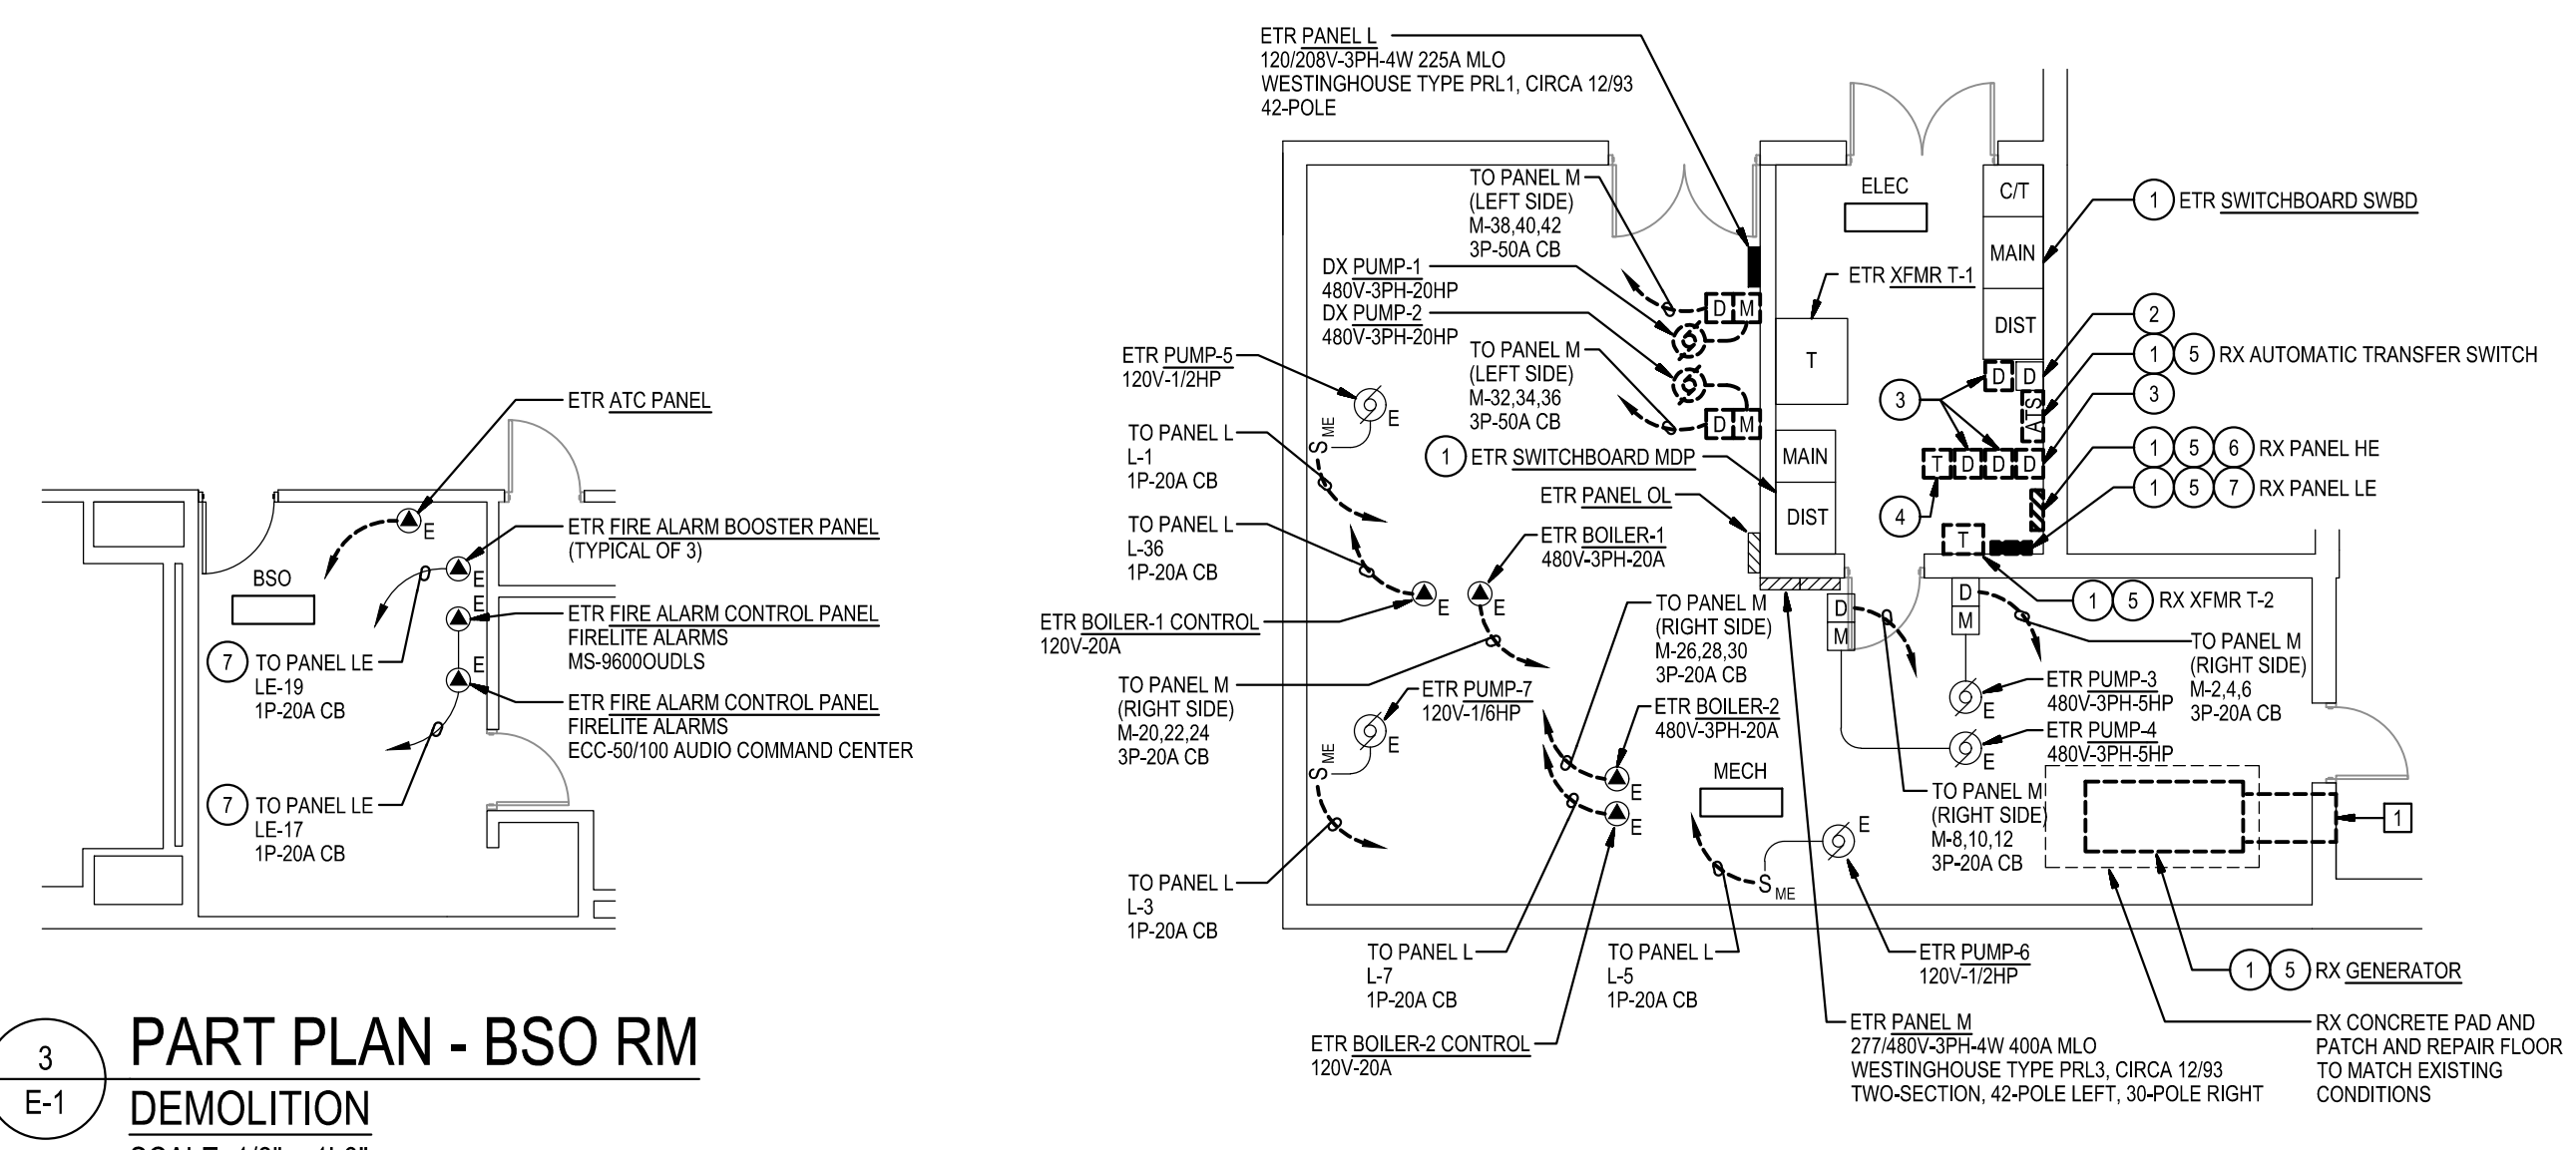 ETR ATC PANEL
E
ETR FIRE ALARM BOOSTER PANEL
(TYPICAL OF 3)
E
BSO
E
ETR FIRE ALARM CONTROL PANEL
FIRELITE ALARMS
MS-9600OUDLS
7 TO PANEL LE
LE-19
1P-20A CB
E
ETR FIRE ALARM CONTROL PANEL
FIRELITE ALARMS
ECC-50/100 AUDIO COMMAND CENTER
7 TO PANEL LE
LE-17
1P-20A CB
3
E-1
PART PLAN - BSO RM
DEMOLITION
ETR PANEL L
120/208V-3PH-4W 225A MLO
WESTINGHOUSE TYPE PRL1, CIRCA 12/93
42-POLE
TO PANEL M
(LEFT SIDE)
M-38,40,42
3P-50A CB
DX PUMP-1
480V-3PH-20HP
DX PUMP-2
480V-3PH-20HP
D M
TO PANEL M
(LEFT SIDE)
M-32,34,36
3P-50A CB
D M
ETR PUMP-5
120V-1/2HP
E
S ME
TO PANEL L
L-1
1P-20A CB
1 ETR SWITCHBOARD MDP
ETR PANEL OL
TO PANEL L
L-36
1P-20A CB
ETR BOILER-1
480V-3PH-20A
E
E
ETR BOILER-1 CONTROL
120V-20A
TO PANEL M
(RIGHT SIDE)
M-20,22,24
3P-20A CB
ETR PUMP-7
120V-1/6HP
E
S ME
TO PANEL M
(RIGHT SIDE)
M-26,28,30
3P-20A CB
ETR BOILER-2
480V-3PH-20A
E
E
TO PANEL L
L-3
1P-20A CB
TO PANEL L
L-7
1P-20A CB
ETR BOILER-2 CONTROL
120V-20A
MECH
E
S ME
TO PANEL L
L-5
1P-20A CB
ETR PUMP-6
120V-1/2HP
ETR PANEL M
277/480V-3PH-4W 400A MLO
WESTINGHOUSE TYPE PRL3, CIRCA 12/93
TWO-SECTION, 42-POLE LEFT, 30-POLE RIGHT
ELEC
C/T
MAIN
DIST
1 ETR SWITCHBOARD SWBD
ETR XFMR T-1
T
MAIN
DIST
2
1 5 RX AUTOMATIC TRANSFER SWITCH
3
D D
ATS
3
T D D D
1 5 6 RX PANEL HE
1 5 7 RX PANEL LE
4
T
1 5 RX XFMR T-2
D
M
D
M
TO PANEL M
(RIGHT SIDE)
M-2,4,6
3P-20A CB
ETR PUMP-3
480V-3PH-5HP
E
ETR PUMP-4
480V-3PH-5HP
E
TO PANEL M
(RIGHT SIDE)
M-8,10,12
3P-20A CB
1
1 5 RX GENERATOR
RX CONCRETE PAD AND
PATCH AND REPAIR FLOOR
TO MATCH EXISTING
CONDITIONS